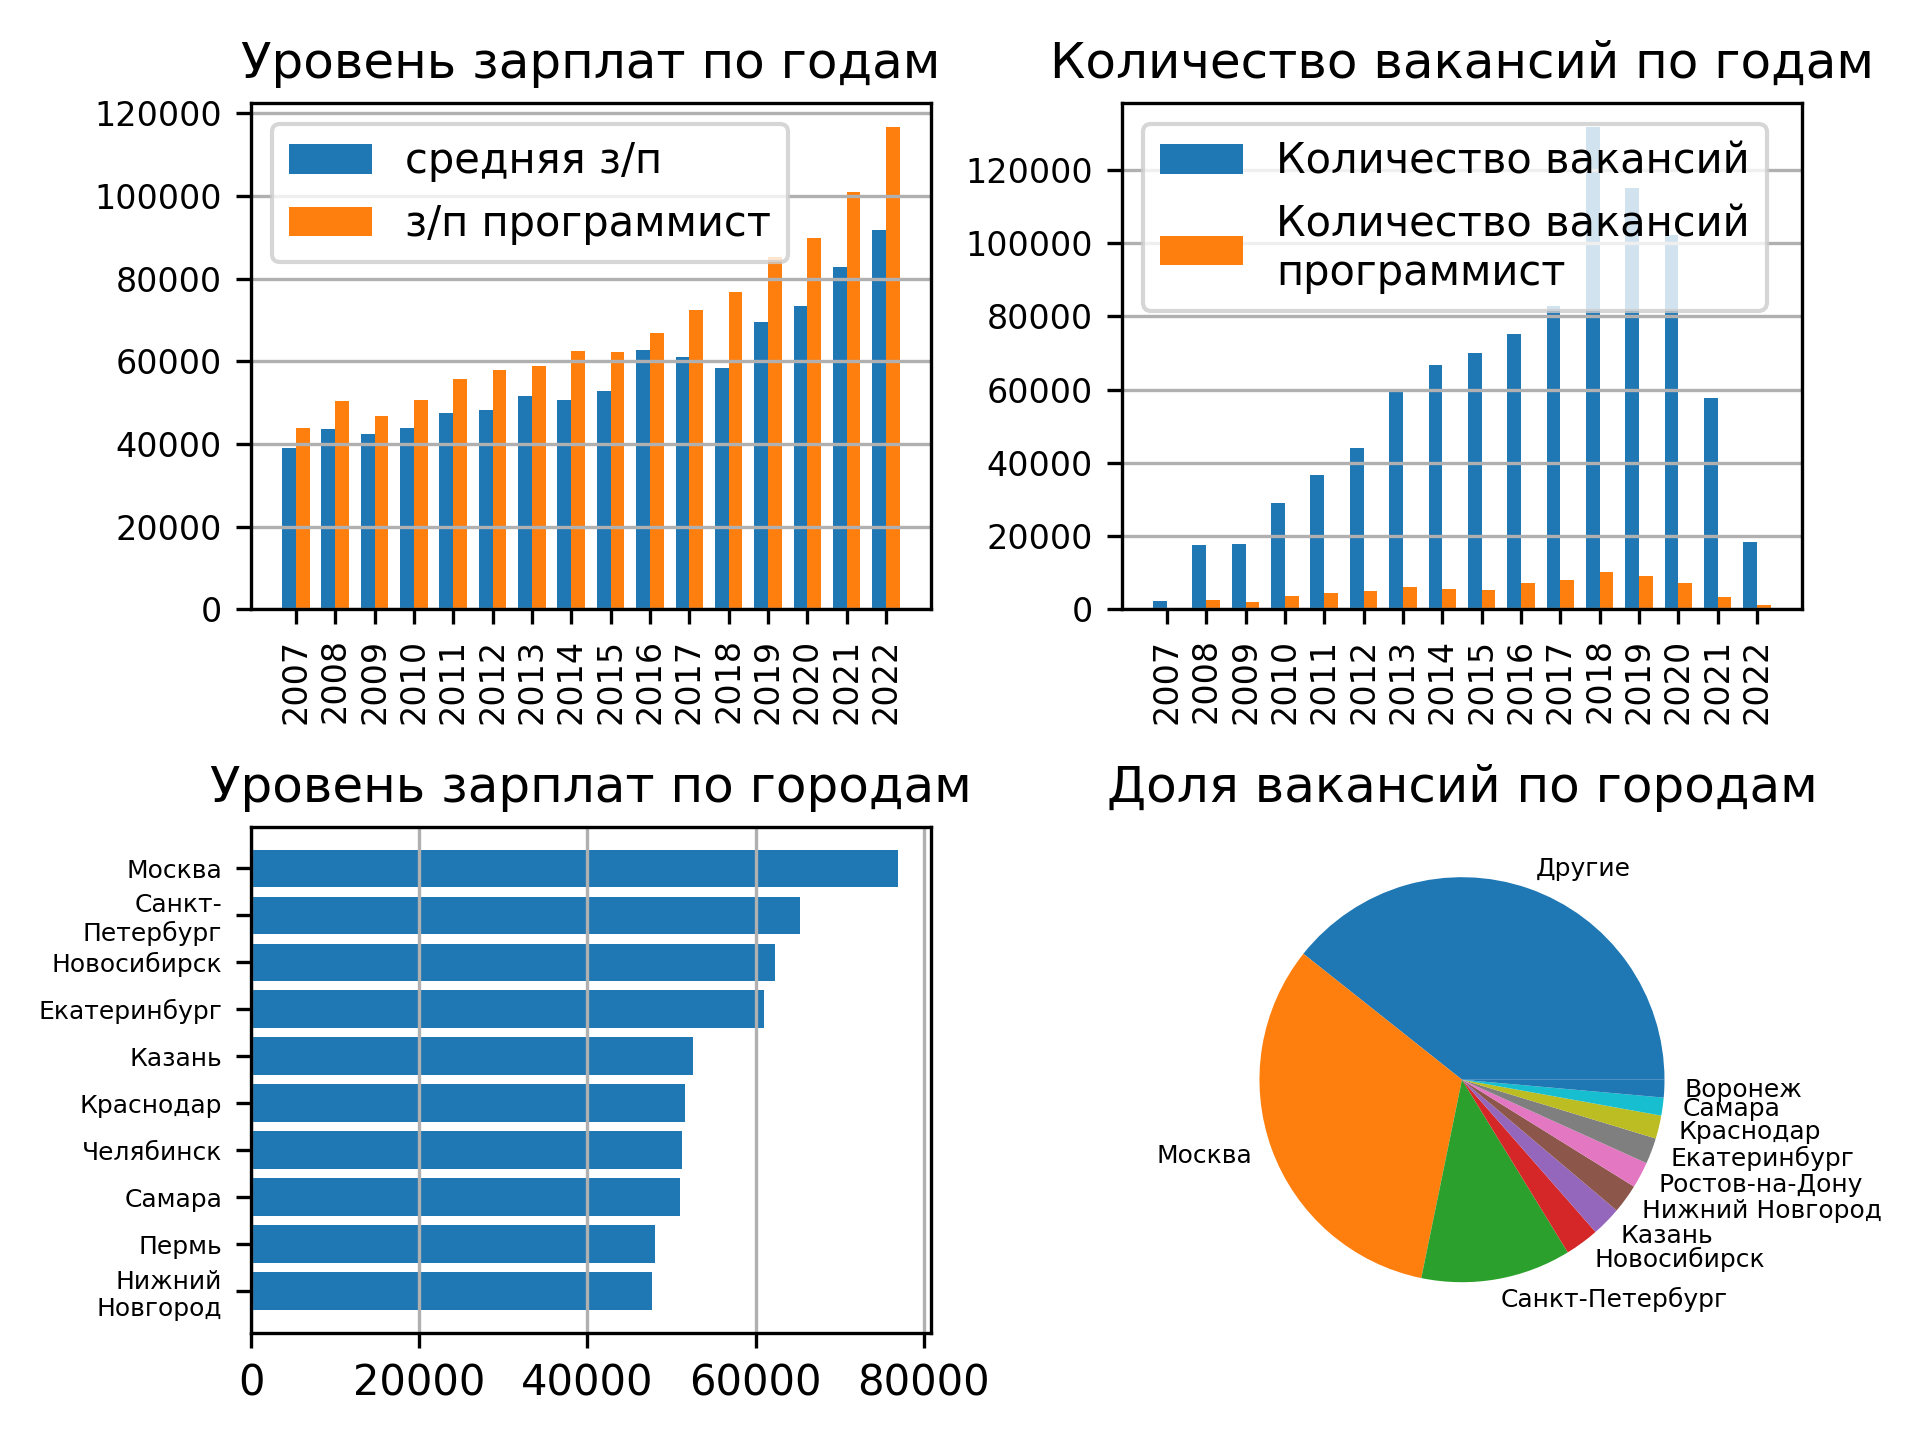 Уровень зарплат по годам
120000
100000
80000
60000
40000
20000
0
средняя з/п
з/п программист
2007
2008
2009
2010
2011
2012
2013
2014
2015
2016
2017
2018
2019
2020
2021
2022
Количество вакансий по годам
120000
100000
80000
60000
40000
20000
0
Количество вакансий
Количество вакансий
программист
2007
2008
2009
2010
2011
2012
2013
2014
2015
2016
2017
2018
2019
2020
2021
2022
Уровень зарплат по городам
Москва
Санкт-
Петербург
Новосибирск
Екатеринбург
Казань
Краснодар
Челябинск
Самара
Пермь
Нижний
Новгород
0
20000
40000
60000
80000
Доля вакансий по городам
Другие
Москва
Воронеж
Самара
Краснодар
Екатеринбург
Ростов-на-Дону
Нижний Новгород
Казань
Новосибирск
Санкт-Петербург